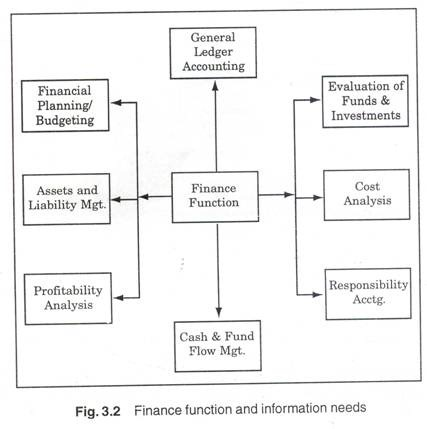 General
Ledger
Accounting
Financial
Planning/
Budgeting
Evaluation of
Funds &
Investments
Assets and
Liability Mgt.
Finance
Function
Cost
Analysis
Profitability
Analysis
Responsibility
Acctg.
Cash & Fund
Flow Mgt.
Fig. 3.2 Finance function and information needs